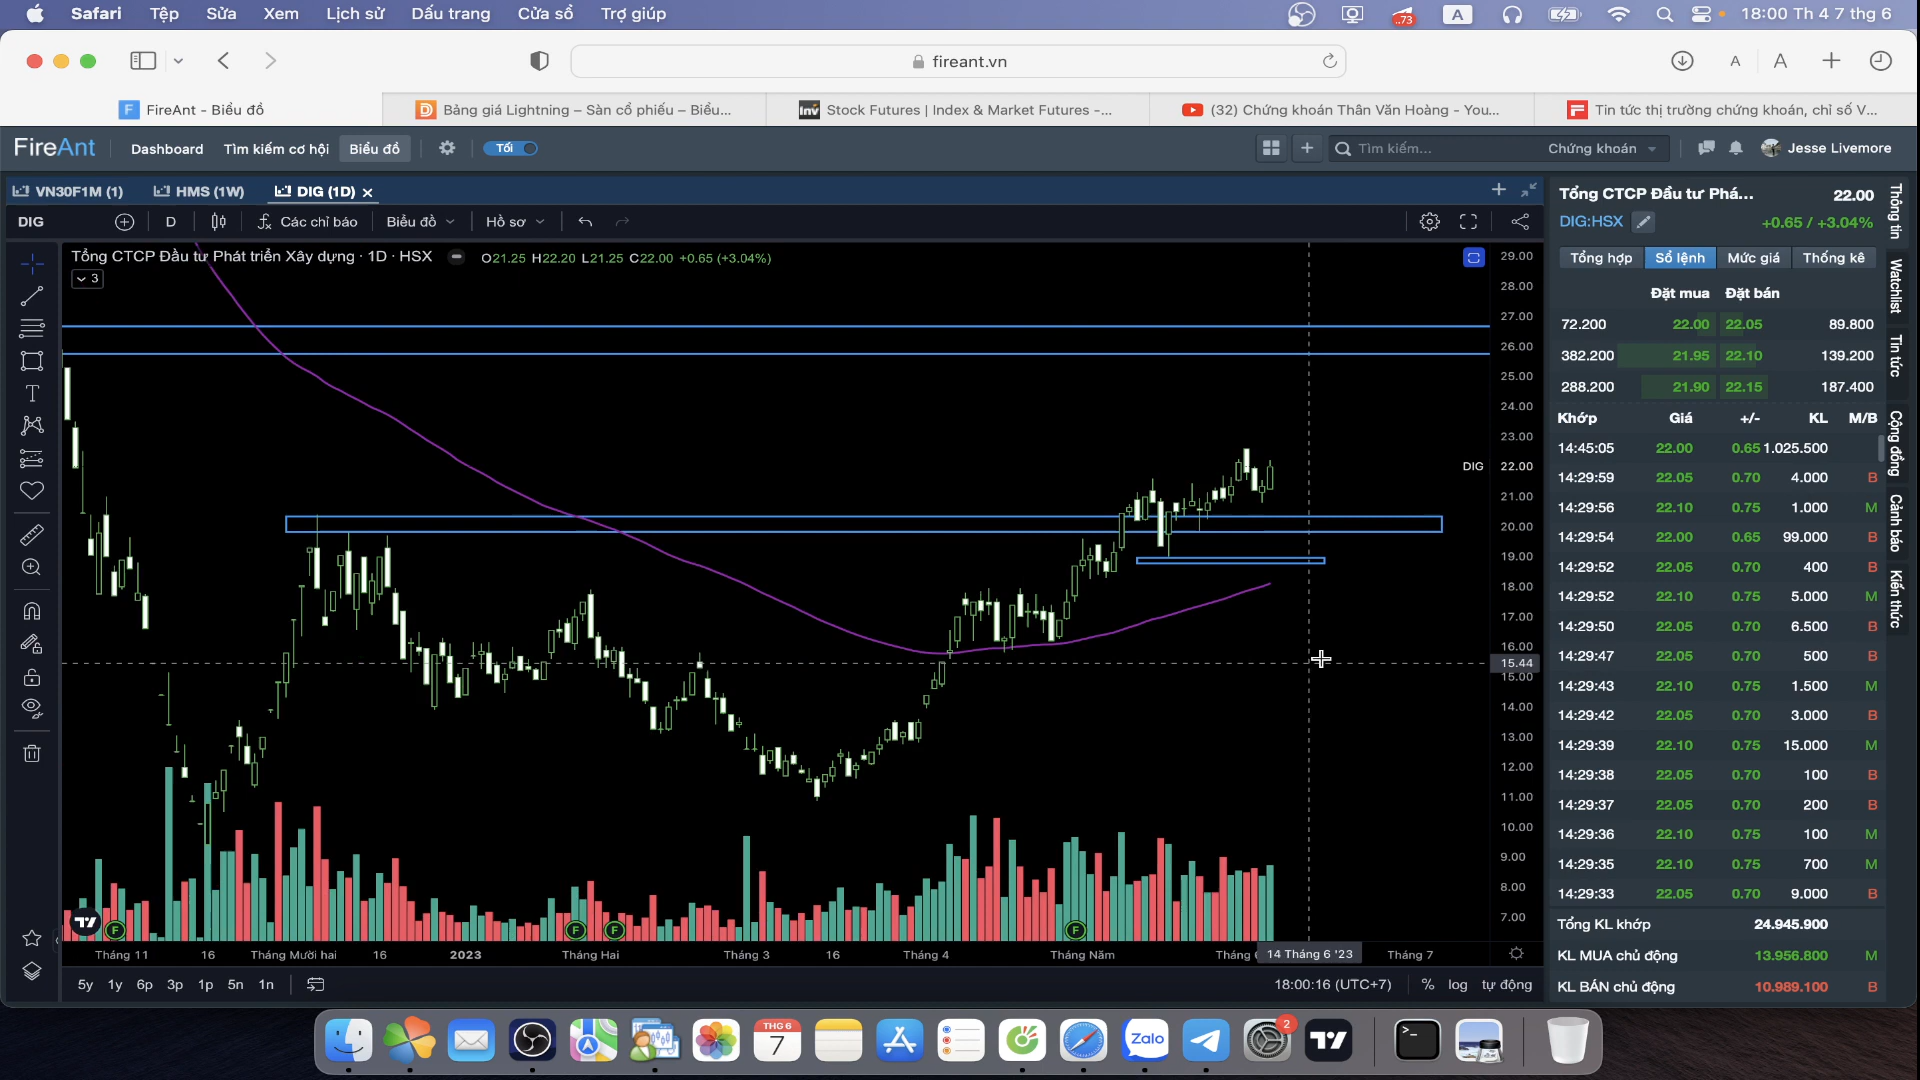 Safari Tệp Sửa Xem Lịch sử Dấu trang Cửa sổ Trợ giúp ..73 A 18:00 Th 4 7 thg 6
fireant.vn A A
FireAnt - Biểu đồ
Bảng giá Lightning – Sàn cổ phiếu – Biểu...
Stock Futures | Index & Market Futures -...
(32) Chứng khoán Thân Văn Hoàng - You...
Tin tức thị trường chứng khoán, chỉ số V...
FireAnt Dashboard Tìm kiếm cơ hội Biểu đồ Tối Tìm kiếm... Chứng khoán Jesse Livemore
VN30F1M (1) HMS (1W) DIG (1D)
DIG D Các chỉ báo Biểu đồ Hồ sơ
Tổng CTCP Đầu tư Phát triển Xây dựng · 1D · HSX O21.25 H22.20 L21.25 C22.00 +0.65 (+3.04%)
3
29.00
28.00
27.00
26.00
25.00
24.00
23.00
DIG 22.00
21.00
20.00
19.00
18.00
17.00
16.00
15.44
15.00
14.00
13.00
12.00
11.00
10.00
9.00
8.00
7.00
F F F F
Tháng 11 16 Tháng Mười hai 16 2023 Tháng Hai Tháng 3 16 Tháng 4 Tháng Năm Tháng 14 Tháng 6 '23 Tháng 7
5y 1y 6p 3p 1p 5n 1n 18:00:16 (UTC+7) % log tự động
Tổng CTCP Đầu tư Phá... 22.00
DIG:HSX +0.65 / +3.04%
Tổng hợp Sổ lệnh Mức giá Thống kê
Đặt mua Đặt bán
72.200 22.00 22.05 89.800
382.200 21.95 22.10 139.200
288.200 21.90 22.15 187.400
Khớp Giá +/- KL M/B
14:45:05 22.00 0.65 1.025.500
14:29:59 22.05 0.70 4.000 B
14:29:56 22.10 0.75 1.000 M
14:29:54 22.00 0.65 99.000 B
14:29:52 22.05 0.70 400 B
14:29:52 22.10 0.75 5.000 M
14:29:50 22.05 0.70 6.500 B
14:29:47 22.05 0.70 500 B
14:29:43 22.10 0.75 1.500 M
14:29:42 22.05 0.70 3.000 B
14:29:39 22.10 0.75 15.000 M
14:29:38 22.05 0.70 100 B
14:29:37 22.05 0.70 200 B
14:29:36 22.10 0.75 100 M
14:29:35 22.10 0.75 700 M
14:29:33 22.05 0.70 9.000 B
Tổng KL khớp 24.945.900
KL MUA chủ động 13.956.800 M
KL BÁN chủ động 10.989.100 B
Thông tin
Watchlist
Tin tức
Cộng đồng
Cảnh báo
Kiến thức
THG 6
7
Zalo
2